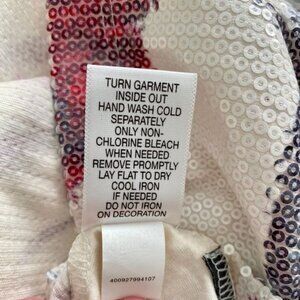 TURN GARMENT
INSIDE OUT
HAND WASH COLD
SEPARATELY
ONLY NON-
CHLORINE BLEACH
WHEN NEEDED
REMOVE PROMPTLY
LAY FLAT TO DRY
COOL IRON
IF NEEDED
DO NOT IRON
ON DECORATION
400927994107